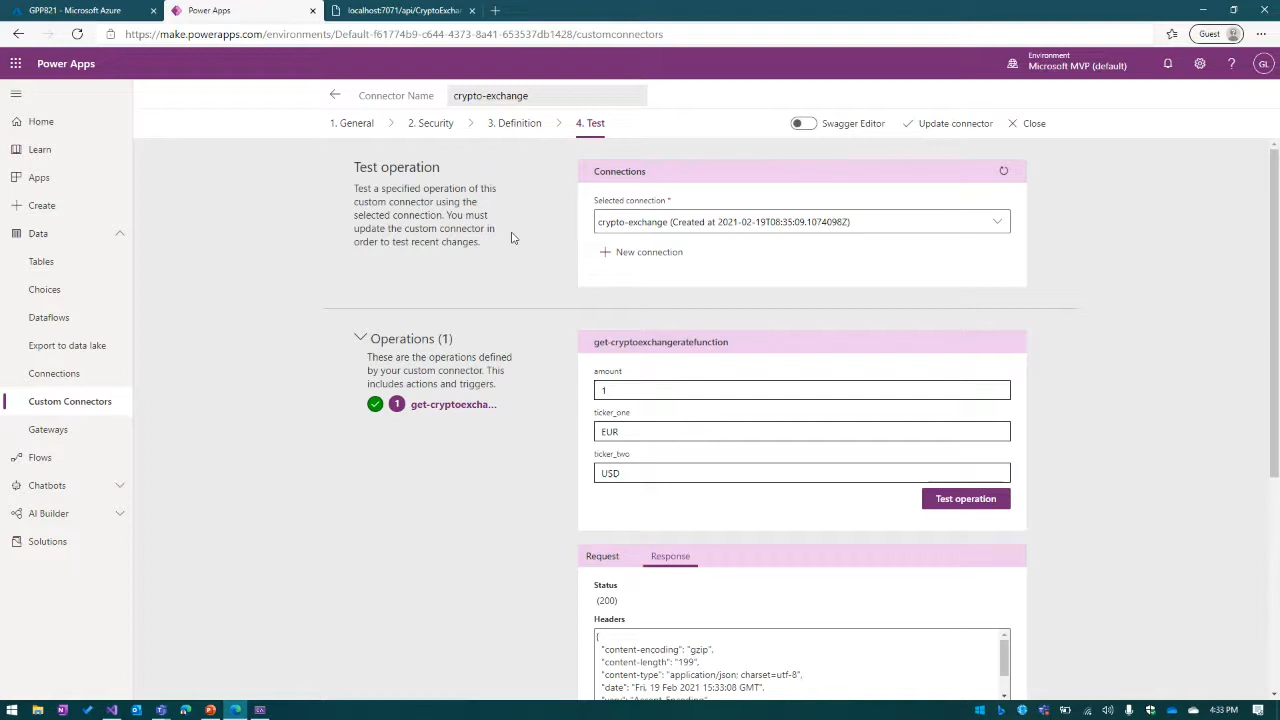 GPPB21 - Microsoft Azure
Power Apps
localhost:7071/api/CryptoExchan
https://make.powerapps.com/environments/Default-f61774b9-c644-4373-8a41-653537db1428/customconnectors
Guest
Power Apps
Environment
Microsoft MVP (default)
GL
Connector Name
crypto-exchange
1. General
2. Security
3. Definition
4. Test
Swagger Editor
Update connector
Close
Home
Learn
Apps
Create
Data
Tables
Choices
Dataflows
Export to data lake
Connections
Custom Connectors
Gateways
Flows
Chatbots
AI Builder
Solutions
Test operation
Test a specified operation of this
custom connector using the
selected connection. You must
update the custom connector in
order to test recent changes.
Connections
Selected connection *
crypto-exchange (Created at 2021-02-19T08:35:09.1074098Z)
New connection
Operations (1)
These are the operations defined
by your custom connector. This
includes actions and triggers.
1
get-cryptoexcha...
get-cryptoexchangeratefunction
amount
1
ticker_one
EUR
ticker_two
USD
Test operation
Request
Response
Status
(200)
Headers
{
"content-encoding": "gzip",
"content-length": "199",
"content-type": "application/json; charset=utf-8",
"date": "Fri, 19 Feb 2021 15:33:08 GMT",
4:33 PM